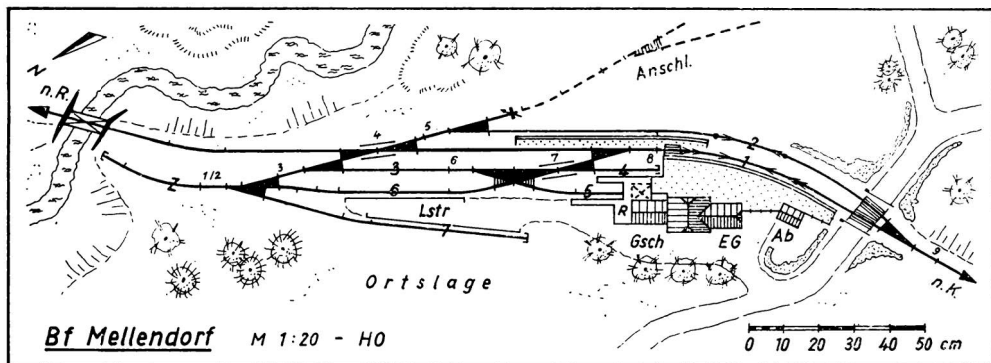 N
n.R.
Anschl.
Z
1/2
3
4
5
3
6
7
4
8
1
2
6
5
7
Lstr
R
Gsch
EG
Ab
9
n.K.
Ortslage
Bf Mellendorf M 1:20 - HO
0 10 20 30 40 50 cm